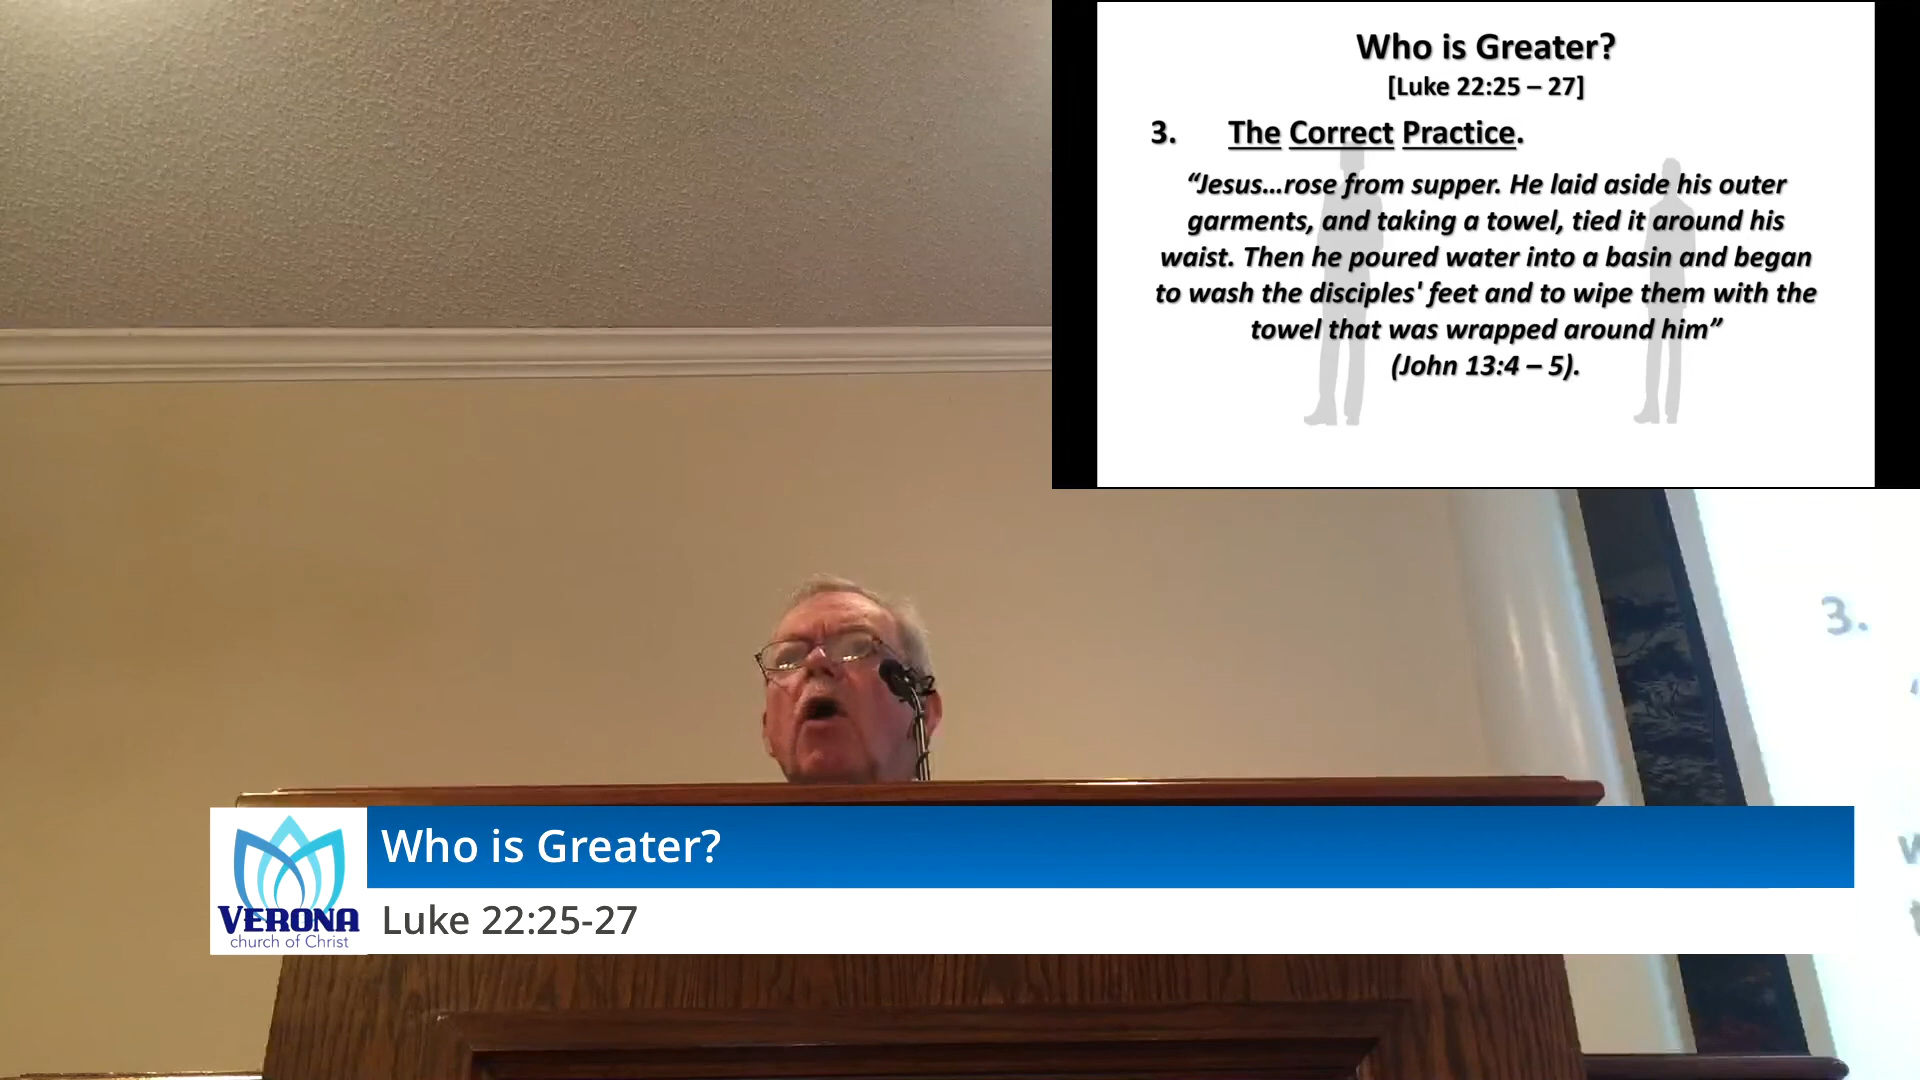 Who is Greater?
[Luke 22:25 – 27]
3. The Correct Practice.
“Jesus...rose from supper. He laid aside his outer
garments, and taking a towel, tied it around his
waist. Then he poured water into a basin and began
to wash the disciples' feet and to wipe them with the
towel that was wrapped around him”
(John 13:4 – 5).
3.
Who is Greater?
Luke 22:25-27
VERONA
church of Christ